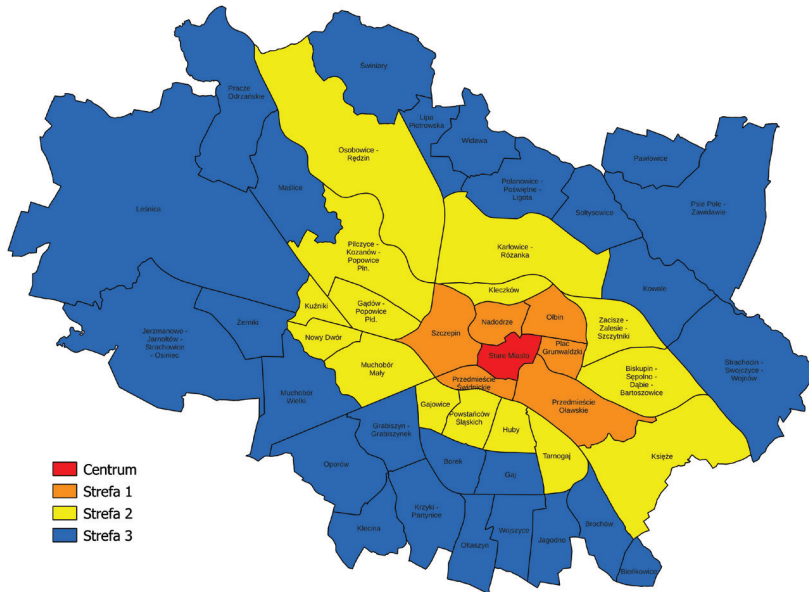 Świniary
Pracze
Odrzańskie
Lipa
Piotrowska
Widawa
Osobowice -
Rędzin
Pawłowice
Polanowice -
Poświętne -
Ligota
Maślice
Sołtysowice
Psie Pole -
Zawidawie
Leśnica
Pilczyce -
Kozanów -
Popowice
Płn.
Karłowice -
Różanka
Kowale
Kleczków
Kuźniki
Gądów -
Popowice
Płd.
Ołbin
Nadodrze
Szczepin
Zacisze -
Zalesie -
Szczytniki
Żerniki
Jerzmanowo -
Jarnołtów -
Strachowice
- Osiniec
Nowy Dwór
Plac
Grunwaldzki
Stare Miasto
Strachocin -
Swojczyce -
Wojnów
Muchobór
Mały
Biskupin -
Sępolno -
Dąbie -
Bartoszowice
Przedmieście
Świdnickie
Przedmieście
Oławskie
Muchobór
Wielki
Gajowice
Powstańców
Śląskich
Huby
Grabiszyn -
Grabiszynek
Tarnogaj
Księże
Borek
Gaj
Oporów
Centrum
Strefa 1
Strefa 2
Strefa 3
Klecina
Krzyki -
Partynice
Ołtaszyn
Wojszyce
Jagodno
Brochów
Bieńkowice